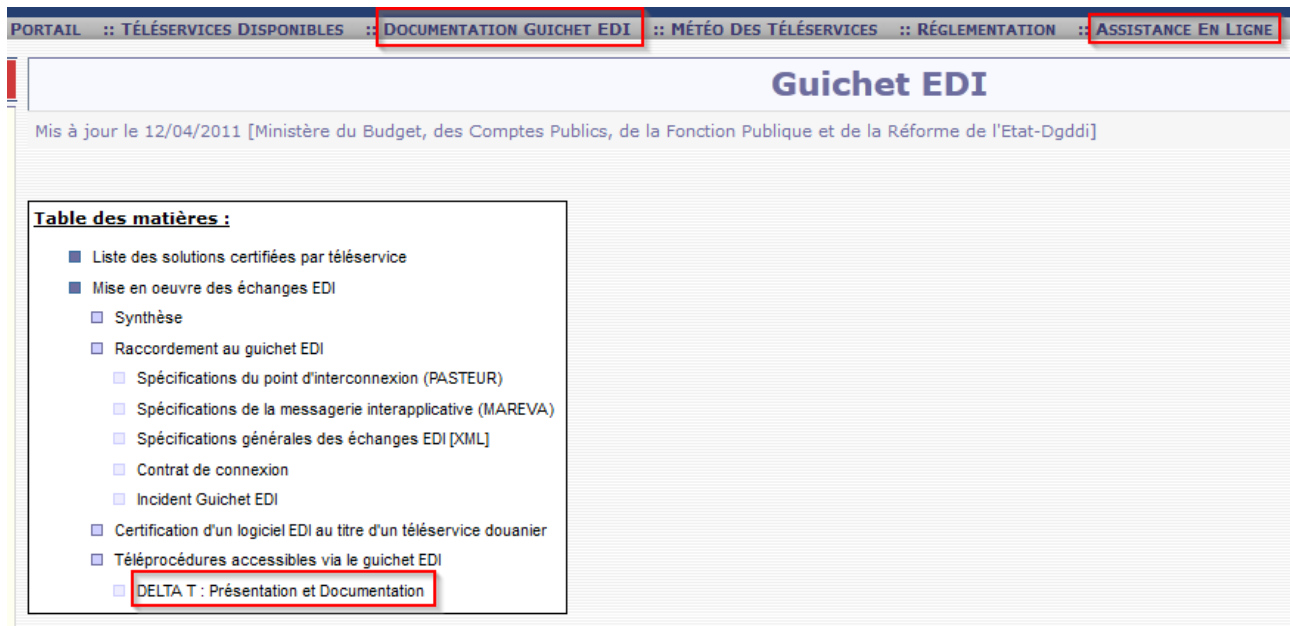 PORTAIL :: TÉLÉSERVICES DISPONIBLES :: DOCUMENTATION GUICHET EDI :: MÉTÉO DES TÉLÉSERVICES :: RÉGLEMENTATION :: ASSISTANCE EN LIGNE
Guichet EDI
Mis à jour le 12/04/2011 [Ministère du Budget, des Comptes Publics, de la Fonction Publique et de la Réforme de l'Etat-Dgddi]
Table des matières :
Liste des solutions certifiées par téléservice
Mise en oeuvre des échanges EDI
Synthèse
Raccordement au guichet EDI
Spécifications du point d'interconnexion (PASTEUR)
Spécifications de la messagerie interapplicative (MAREVA)
Spécifications générales des échanges EDI [XML]
Contrat de connexion
Incident Guichet EDI
Certification d'un logiciel EDI au titre d'un téléservice douanier
Téléprocédures accessibles via le guichet EDI
DELTA T : Présentation et Documentation